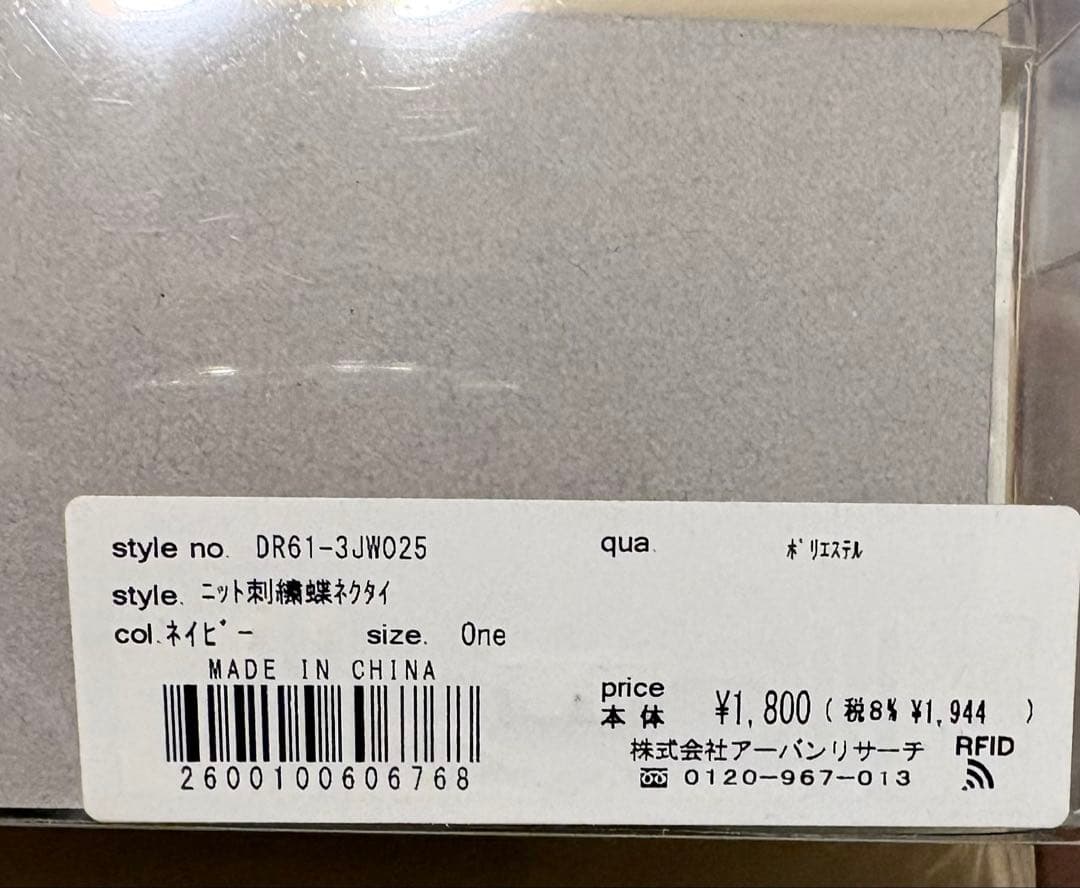 style no. DR61-3JW025
qua. ポリエステル
style. ニット刺繍蝶ネクタイ
col.ネイビー size. One
MADE IN CHINA
2600100606768
price
本体 ¥1,800 (税8% ¥1,944 )
株式会社アーバンリサーチ RFID
0120-967-013